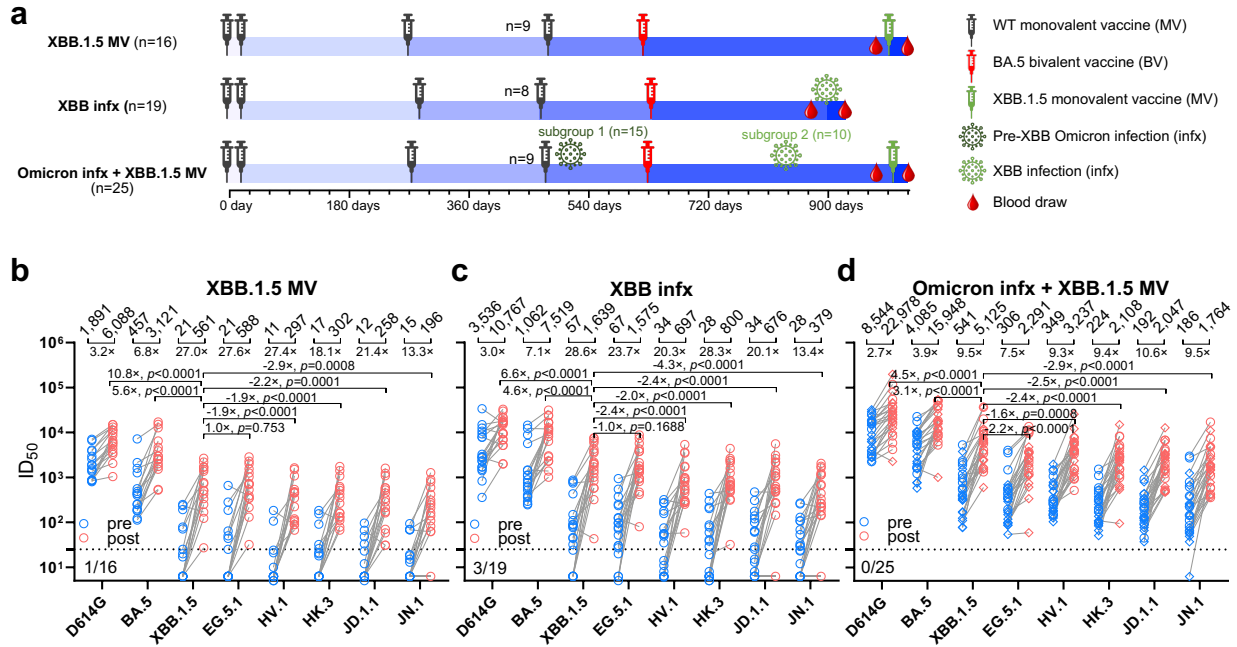 a
XBB.1.5 MV (n=16)
n=9
XBB infx (n=19)
n=8
subgroup 1 (n=15)
subgroup 2 (n=10)
n=9
Omicron infx + XBB.1.5 MV
(n=25)
0 day
180 days
360 days
540 days
720 days
900 days
WT monovalent vaccine (MV)
BA.5 bivalent vaccine (BV)
XBB.1.5 monovalent vaccine (MV)
Pre-XBB Omicron infection (infx)
XBB infection (infx)
Blood draw
b
XBB.1.5 MV
1,891 6,088 457 3,121 21 561 21 588 11 297 17 302 12 258 15 196
3.2× 6.8× 27.0× 27.6× 27.4× 18.1× 21.4× 13.3×
-2.9×, p=0.0008
10.8×, p<0.0001
-2.2×, p=0.0001
5.6×, p<0.0001
-1.9×, p<0.0001
-1.9×, p<0.0001
1.0×, p=0.753
ID50
10^6
10^5
10^4
10^3
10^2
10^1
pre
post
1/16
D614G BA.5 XBB.1.5 EG.5.1 HV.1 HK.3 JD.1.1 JN.1
c
XBB infx
3,536 10,767 1,062 7,519 57 1,639 67 1,575 34 697 28 800 34 676 28 379
3.0× 7.1× 28.6× 23.7× 20.3× 28.3× 20.1× 13.4×
-4.3×, p<0.0001
6.6×, p<0.0001
-2.4×, p<0.0001
4.6×, p<0.0001
-2.0×, p<0.0001
-2.4×, p<0.0001
-1.0×, p=0.1688
pre
post
3/19
D614G BA.5 XBB.1.5 EG.5.1 HV.1 HK.3 JD.1.1 JN.1
d
Omicron infx + XBB.1.5 MV
8,544 22,978 4,085 15,948 541 5,125 306 2,291 349 3,237 224 2,108 192 2,047 186 1,764
2.7× 3.9× 9.5× 7.5× 9.3× 9.4× 10.6× 9.5×
-2.9×, p<0.0001
4.5×, p<0.0001
-2.5×, p<0.0001
3.1×, p<0.0001
-2.4×, p<0.0001
-1.6×, p=0.0008
-2.2×, p<0.0001
pre
post
0/25
D614G BA.5 XBB.1.5 EG.5.1 HV.1 HK.3 JD.1.1 JN.1